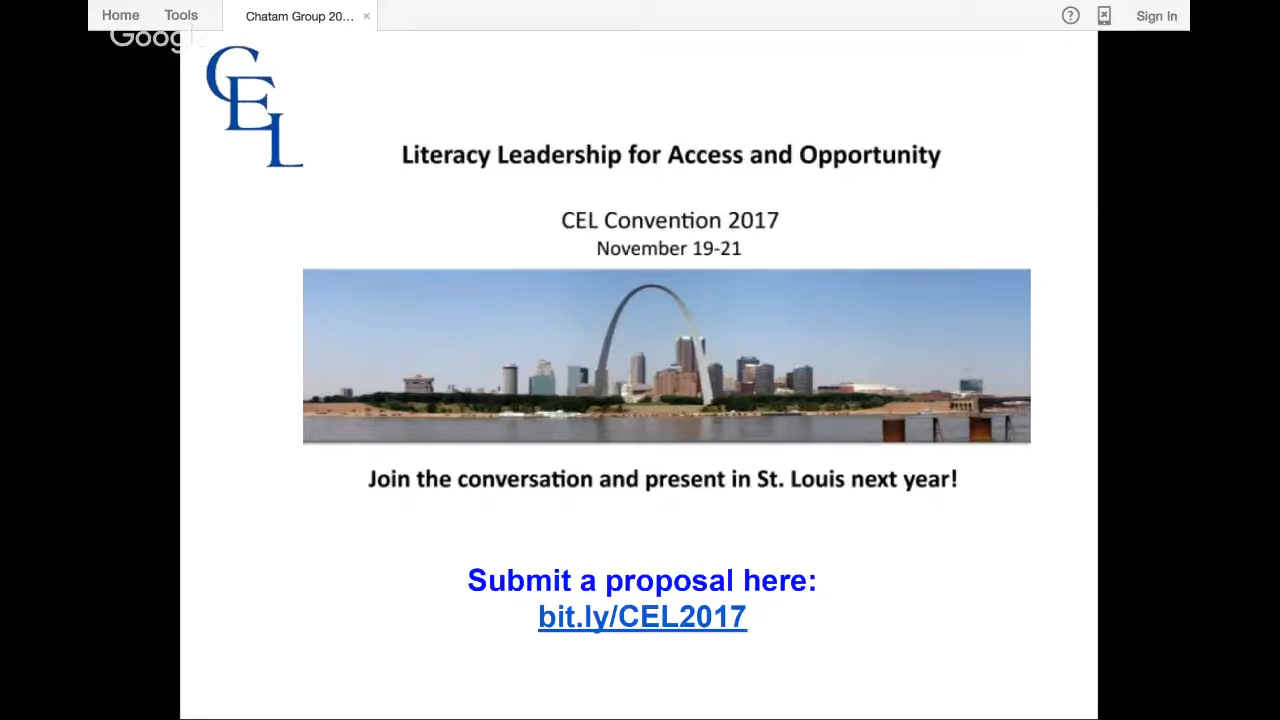 Home Tools Chatam Group 20... × Sign In
Google
CEL
Literacy Leadership for Access and Opportunity
CEL Convention 2017
November 19-21
Join the conversation and present in St. Louis next year!
Submit a proposal here:
bit.ly/CEL2017